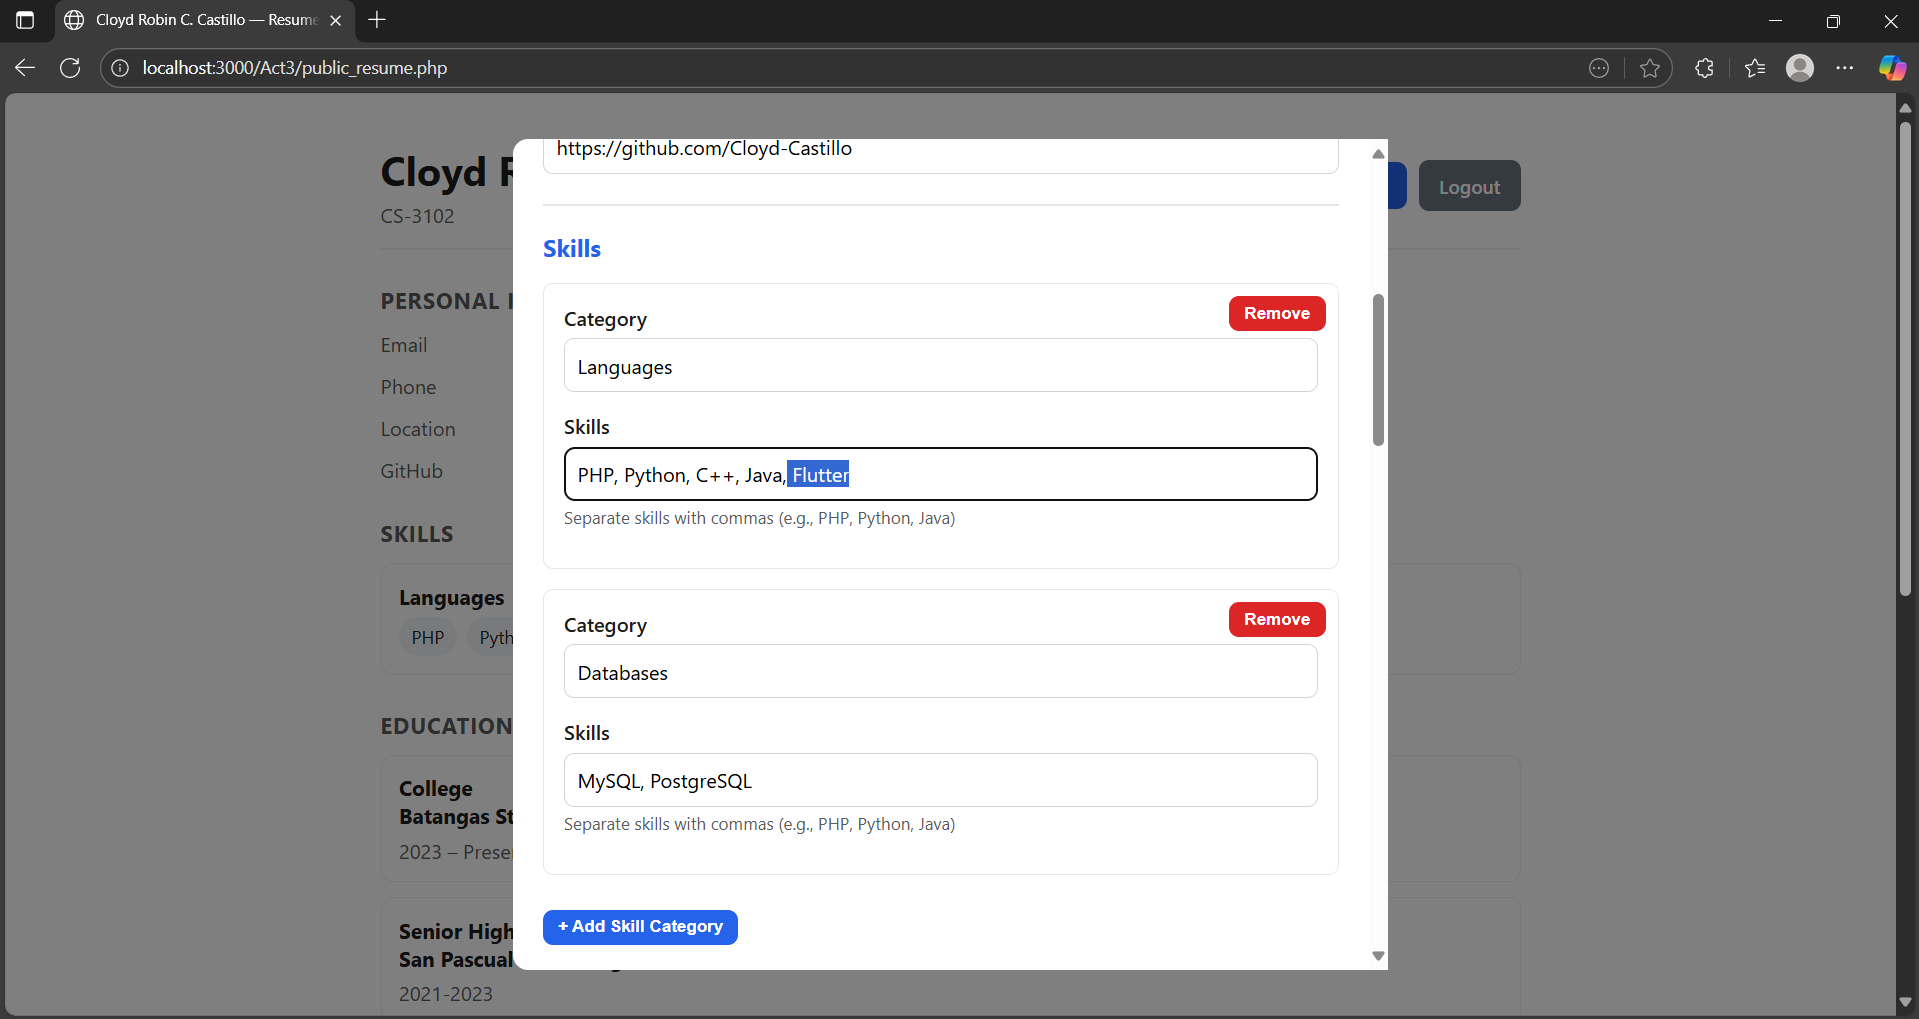 Cloyd Robin C. Castillo — Resume
localhost:3000/Act3/public_resume.php
Cloyd R
CS-3102
Logout
PERSONAL I
Email
Phone
Location
GitHub
SKILLS
Languages
PHP
Pyth
EDUCATION
College
Batangas St
2023 – Prese
Senior High
San Pascual
2021-2023
https://github.com/Cloyd-Castillo
Skills
Category
Remove
Languages
Skills
PHP, Python, C++, Java, Flutter
Separate skills with commas (e.g., PHP, Python, Java)
Category
Remove
Databases
Skills
MySQL, PostgreSQL
Separate skills with commas (e.g., PHP, Python, Java)
+ Add Skill Category